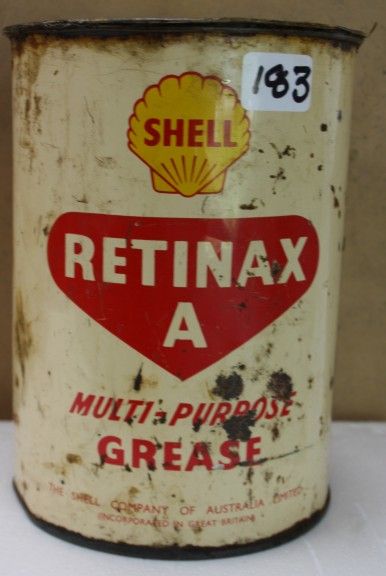 183
SHELL
RETINAX
A
MULTI-PURPOSE
GREASE
THE SHELL COMPANY OF AUSTRALIA LIMITED
(INCORPORATED IN GREAT BRITAIN)